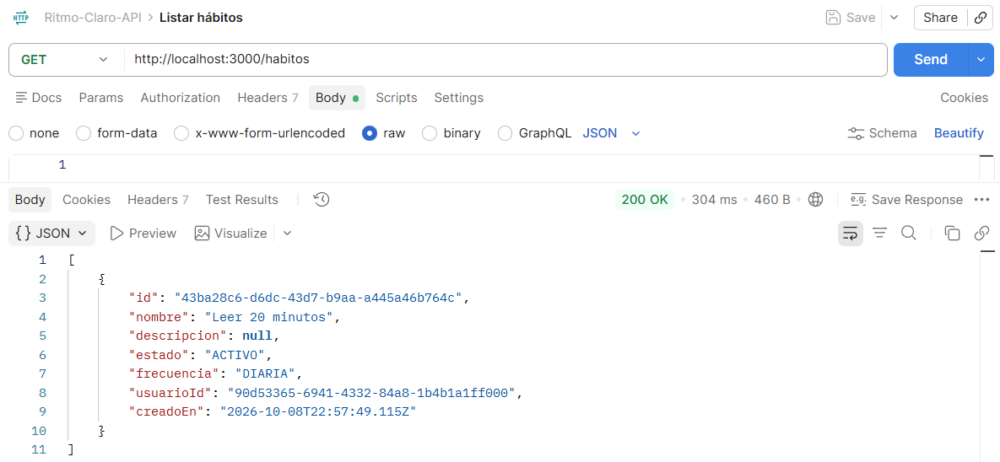 HTTP Ritmo-Claro-API > Listar hábitos Save Share
GET http://localhost:3000/habitos Send
Docs Params Authorization Headers 7 Body Scripts Settings Cookies
none form-data x-www-form-urlencoded raw binary GraphQL JSON Schema Beautify
1
Body Cookies Headers 7 Test Results 200 OK • 304 ms • 460 B • e.g. Save Response
{} JSON Preview Visualize
1 [
2 {
3 "id": "43ba28c6-d6dc-43d7-b9aa-a445a46b764c",
4 "nombre": "Leer 20 minutos",
5 "descripcion": null,
6 "estado": "ACTIVO",
7 "frecuencia": "DIARIA",
8 "usuarioId": "90d53365-6941-4332-84a8-1b4b1a1ff000",
9 "creadoEn": "2026-10-08T22:57:49.115Z"
10 }
11 ]